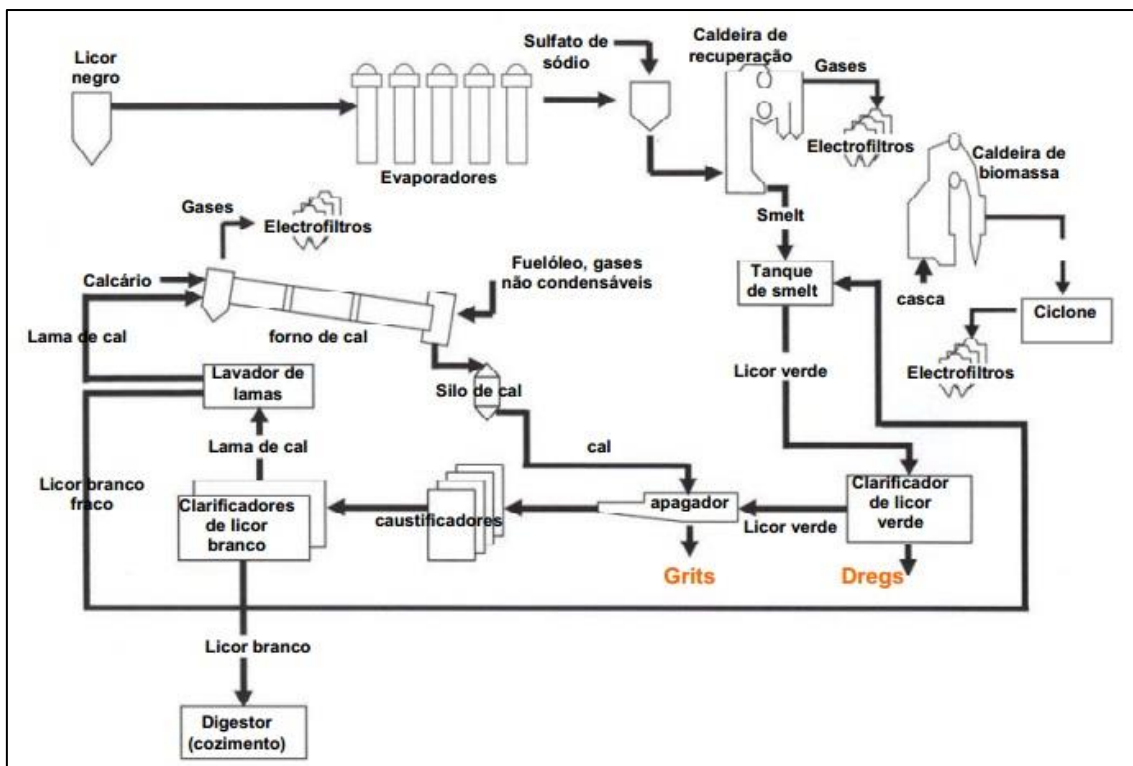 Licor
negro
Evaporadores
Sulfato de
sódio
Caldeira de
recuperação
Gases
Electrofiltros
Caldeira de
biomassa
Gases
Electrofiltros
Smelt
Calcário
Fuelóleo, gases
não condensáveis
Tanque
de smelt
casca
Ciclone
Lama de cal
forno de cal
Electrofiltros
Lavador de
lamas
Silo de cal
Licor verde
Lama de cal
cal
Licor branco
fraco
Clarificadores
de licor
branco
caustificadores
apagador
Licor verde
Clarificador
de licor
verde
Grits
Dregs
Licor branco
Digestor
(cozimento)